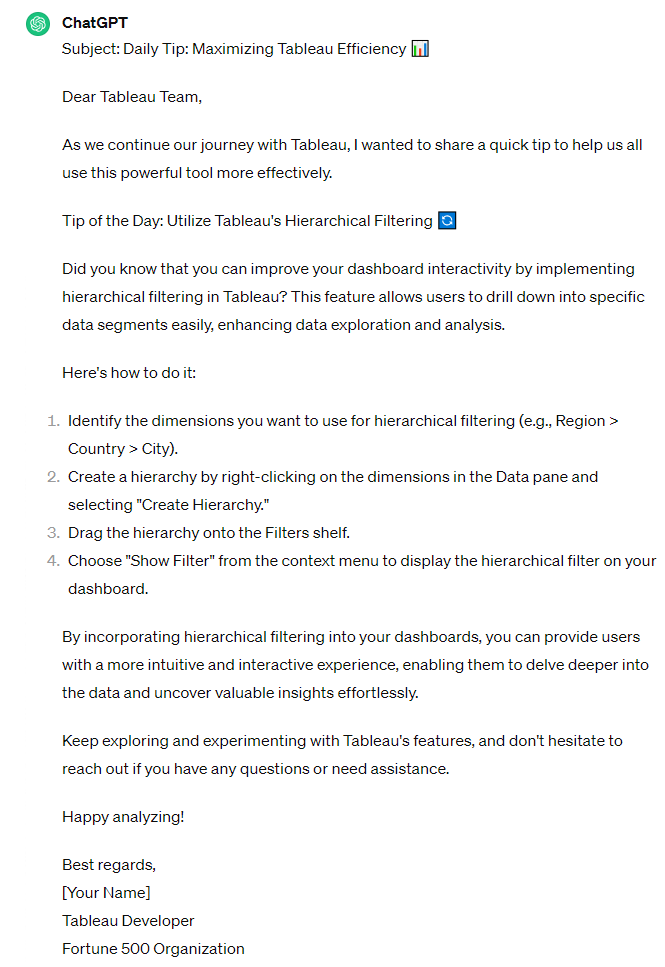 ChatGPT
Subject: Daily Tip: Maximizing Tableau Efficiency 📊
Dear Tableau Team,
As we continue our journey with Tableau, I wanted to share a quick tip to help us all
use this powerful tool more effectively.
Tip of the Day: Utilize Tableau's Hierarchical Filtering 🔄
Did you know that you can improve your dashboard interactivity by implementing
hierarchical filtering in Tableau? This feature allows users to drill down into specific
data segments easily, enhancing data exploration and analysis.
Here's how to do it:
1. Identify the dimensions you want to use for hierarchical filtering (e.g., Region >
Country > City).
2. Create a hierarchy by right-clicking on the dimensions in the Data pane and
selecting "Create Hierarchy."
3. Drag the hierarchy onto the Filters shelf.
4. Choose "Show Filter" from the context menu to display the hierarchical filter on your
dashboard.
By incorporating hierarchical filtering into your dashboards, you can provide users
with a more intuitive and interactive experience, enabling them to delve deeper into
the data and uncover valuable insights effortlessly.
Keep exploring and experimenting with Tableau's features, and don't hesitate to
reach out if you have any questions or need assistance.
Happy analyzing!
Best regards,
[Your Name]
Tableau Developer
Fortune 500 Organization